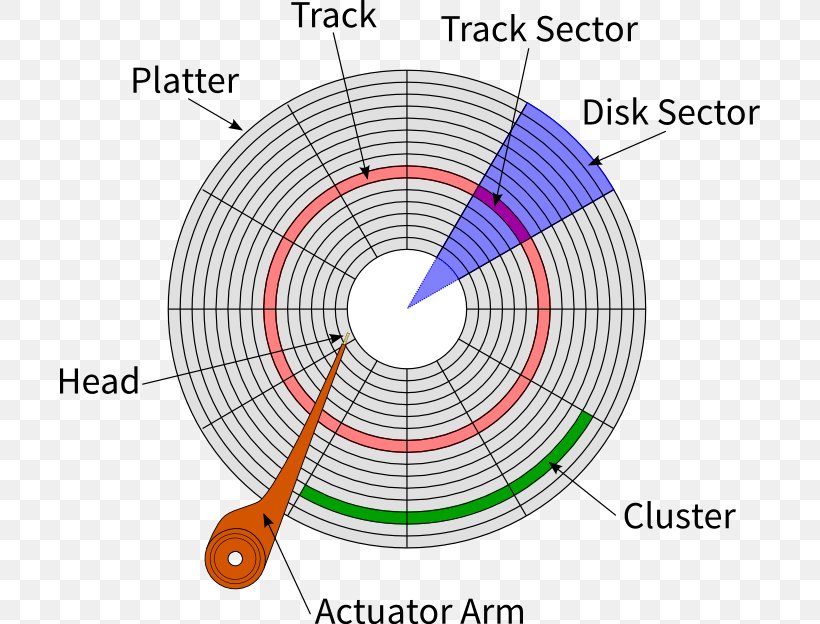 Track
Track Sector
Platter
Disk Sector
Head
Cluster
Actuator Arm